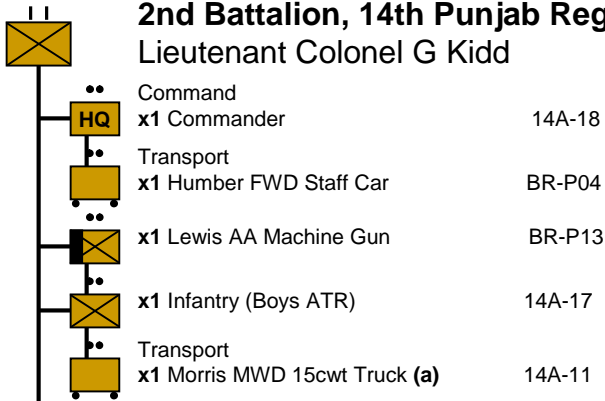 2nd Battalion, 14th Punjab Reg
Lieutenant Colonel G Kidd
Command
HQ x1 Commander 14A-18
Transport
x1 Humber FWD Staff Car BR-P04
x1 Lewis AA Machine Gun BR-P13
x1 Infantry (Boys ATR) 14A-17
Transport
x1 Morris MWD 15cwt Truck (a) 14A-11